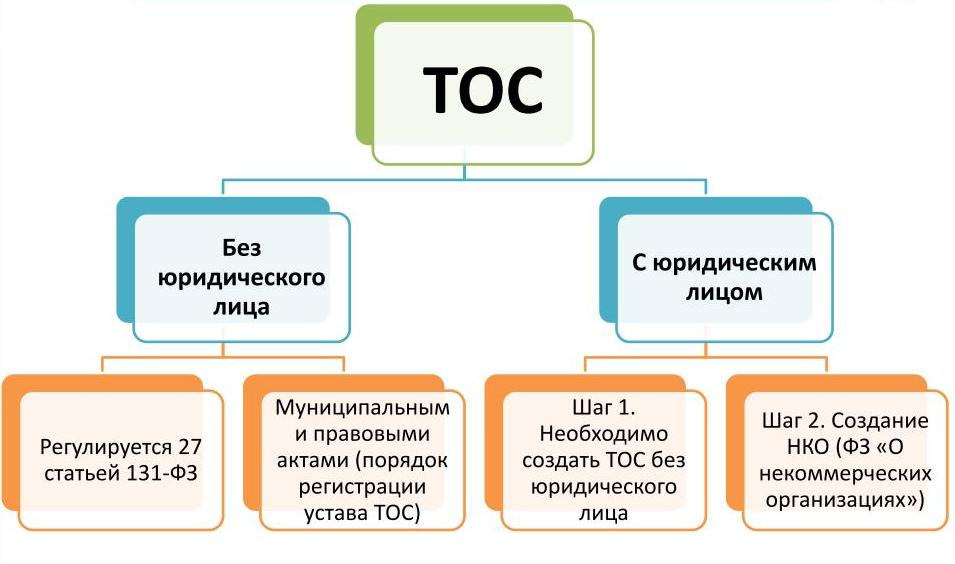 ТОС
Без
юридического
лица
С юридическим
лицом
Регулируется 27
статьей 131-ФЗ
Муниципальным
и правовыми
актами (порядок
регистрации
устава ТОС)
Шаг 1.
Необходимо
создать ТОС без
юридического
лица
Шаг 2. Создание
НКО (ФЗ «О
некоммерческих
организациях»)